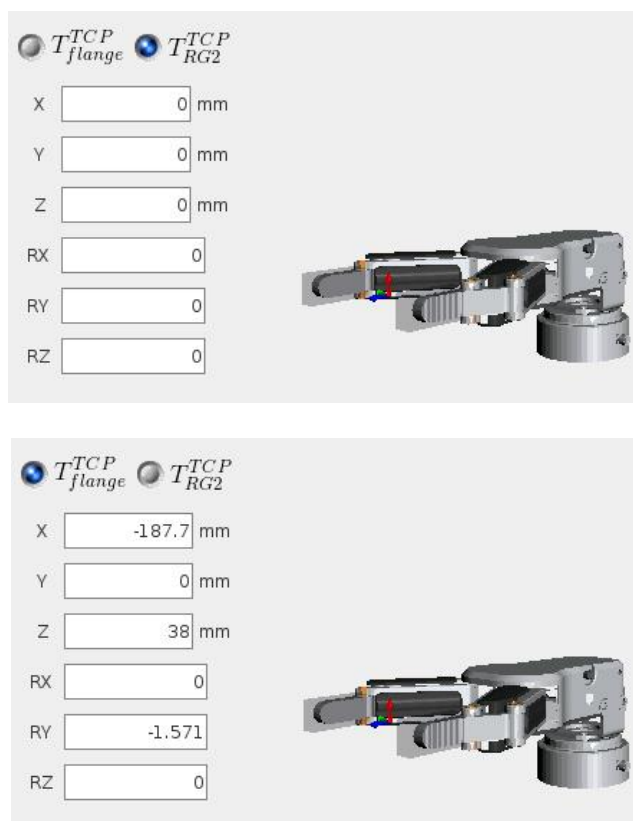 T^{TCP}_{flange} T^{TCP}_{RG2}
X 0 mm
Y 0 mm
Z 0 mm
RX 0
RY 0
RZ 0
T^{TCP}_{flange} T^{TCP}_{RG2}
X -187.7 mm
Y 0 mm
Z 38 mm
RX 0
RY -1.571
RZ 0